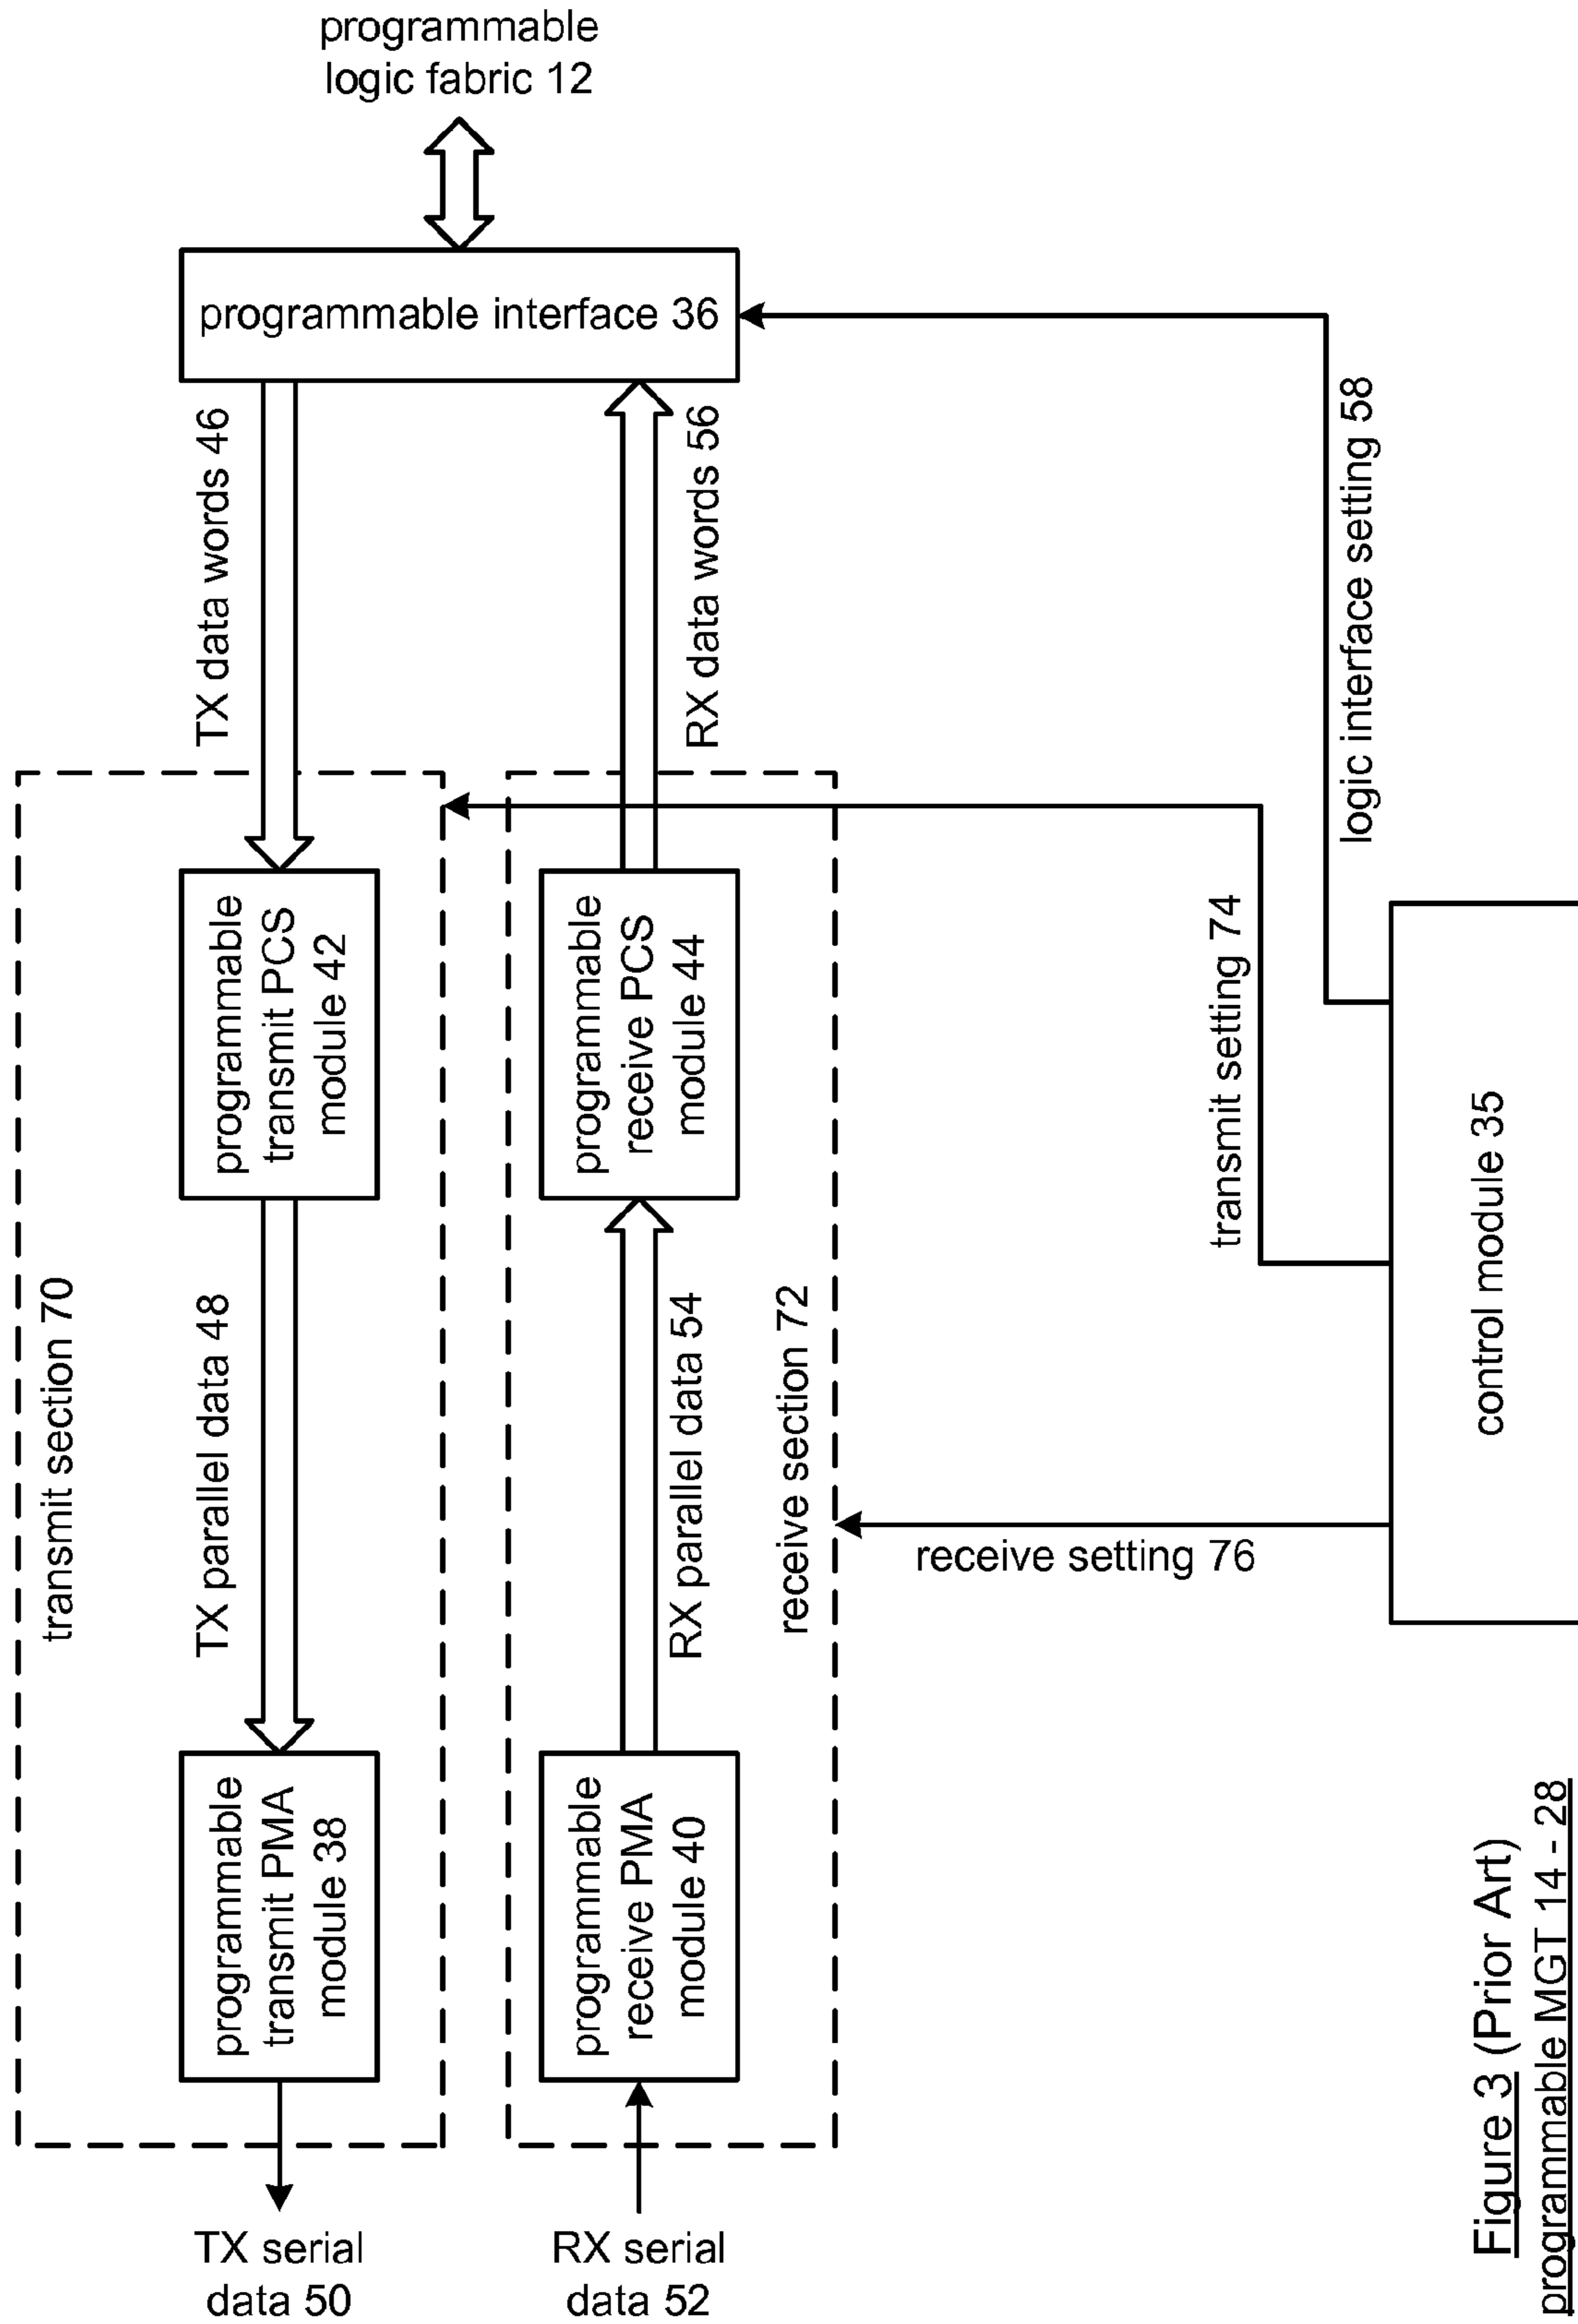 programmable
logic fabric 12
programmable interface 36
TX data words 46
RX data words 56
logic interface setting 58
programmable
transmit PCS
module 42
programmable
receive PCS
module 44
transmit setting 74
transmit section 70
TX parallel data 48
RX parallel data 54
receive section 72
receive setting 76
control module 35
programmable
transmit PMA
module 38
programmable
receive PMA
module 40
TX serial
data 50
RX serial
data 52
Figure 3 (Prior Art)
programmable MGT 14 - 28